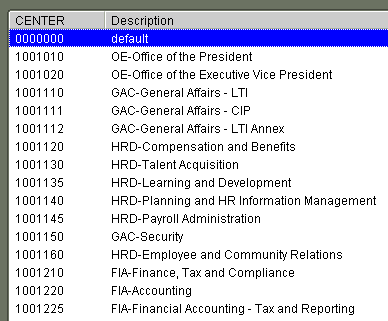 CENTER Description
0000000 default
1001010 OE-Office of the President
1001020 OE-Office of the Executive Vice President
1001110 GAC-General Affairs - LTI
1001111 GAC-General Affairs - CIP
1001112 GAC-General Affairs - LTI Annex
1001120 HRD-Compensation and Benefits
1001130 HRD-Talent Acquisition
1001135 HRD-Learning and Development
1001140 HRD-Planning and HR Information Management
1001145 HRD-Payroll Administration
1001150 GAC-Security
1001160 HRD-Employee and Community Relations
1001210 FIA-Finance, Tax and Compliance
1001220 FIA-Accounting
1001225 FIA-Financial Accounting - Tax and Reporting